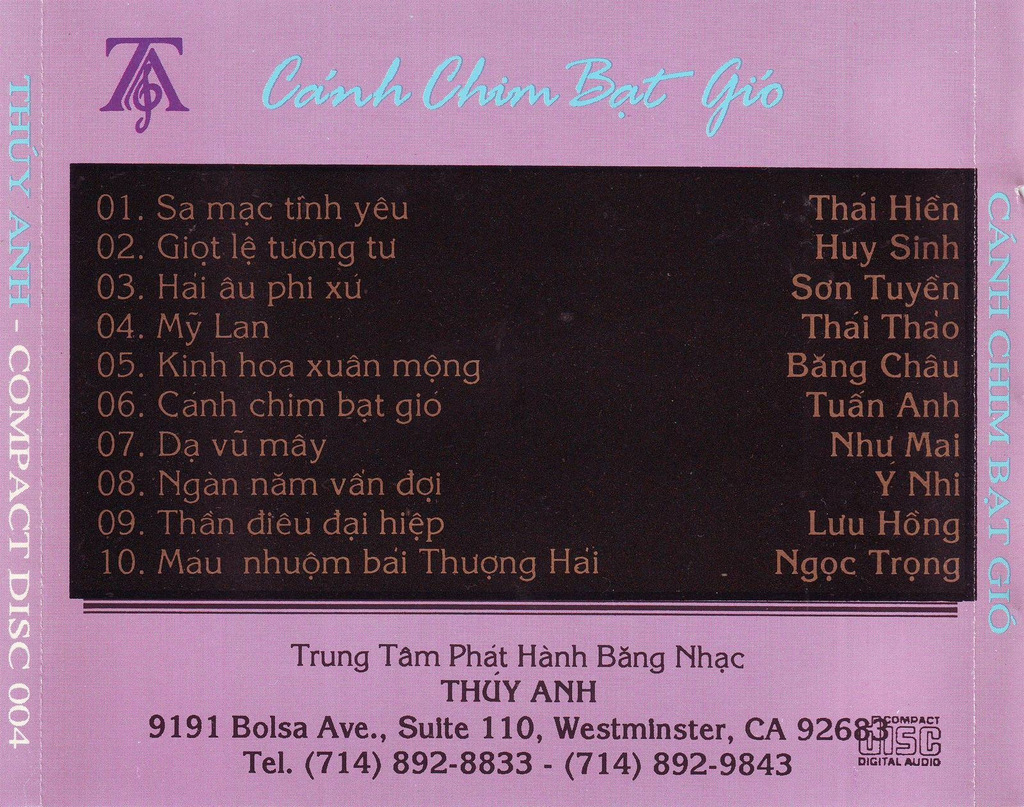 TA
Cánh Chim Bạt Gió
01. Sa mạc tình yêu Thái Hiền
02. Giọt lệ tương tư Huy Sinh
03. Hải âu phi xứ Sơn Tuyền
04. Mỹ Lan Thái Thảo
05. Kinh hoa xuân mộng Băng Châu
06. Cánh chim bạt gió Tuấn Anh
07. Dạ vũ mây Như Mai
08. Ngàn năm vẫn đợi Ý Nhi
09. Thần điêu đại hiệp Lưu Hồng
10. Máu nhuộm bải Thượng Hải Ngọc Trọng
Trung Tâm Phát Hành Băng Nhạc
THÚY ANH
9191 Bolsa Ave., Suite 110, Westminster, CA 92683
Tel. (714) 892-8833 - (714) 892-9843
COMPACT
disc
DIGITAL AUDIO
THÚY ANH - COMPACT DISC 004
CÁNH CHIM BẠT GIÓ